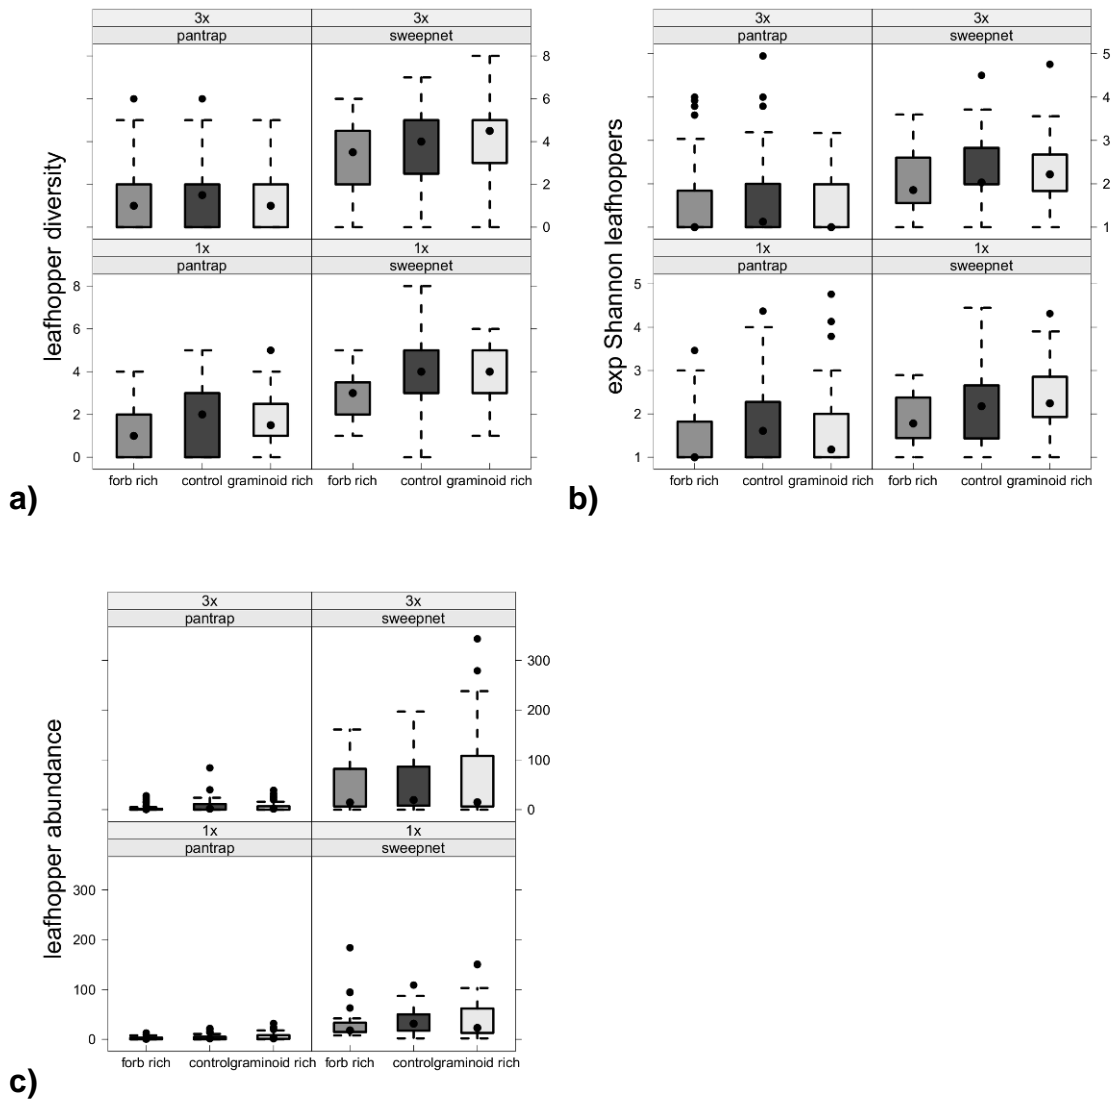 3x 3x
pantrap sweepnet
8
6
4
2
0
leafhopper diversity
1x 1x
pantrap sweepnet
8
6
4
2
0
forb rich control graminoid rich forb rich control graminoid rich
a)
3x 3x
pantrap sweepnet
5
4
3
2
1
exp Shannon leafhoppers
1x 1x
pantrap sweepnet
5
4
3
2
1
forb rich control graminoid rich forb rich control graminoid rich
b)
3x 3x
pantrap sweepnet
300
200
100
0
leafhopper abundance
1x 1x
pantrap sweepnet
300
200
100
0
forb rich controlgraminoid rich forb rich controlgraminoid rich
c)